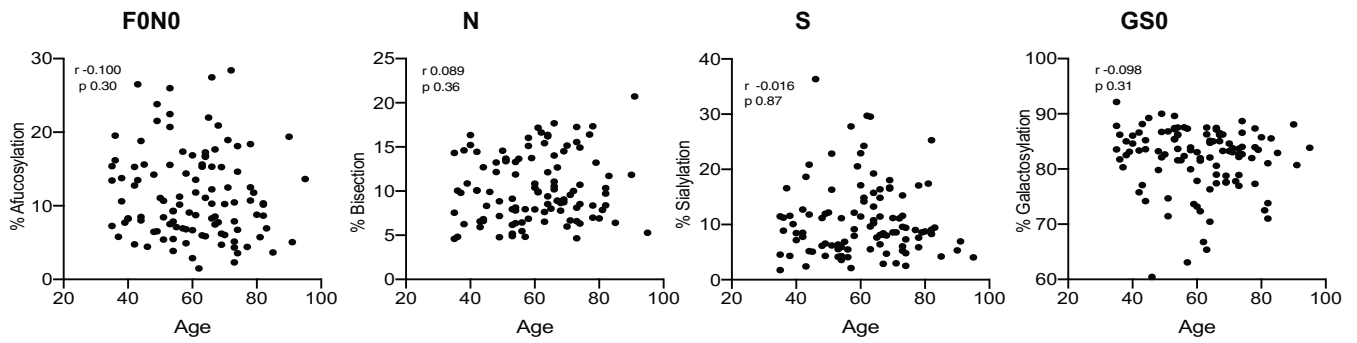 F0N0
30
20
10
0
% Afucosylation
r -0.100
p 0.30
20 40 60 80 100
Age
N
25
20
15
10
5
0
% Bisection
r 0.089
p 0.36
20 40 60 80 100
Age
S
40
30
20
10
0
% Sialylation
r -0.016
p 0.87
20 40 60 80 100
Age
GS0
100
90
80
70
60
% Galactosylation
r -0.098
p 0.31
20 40 60 80 100
Age